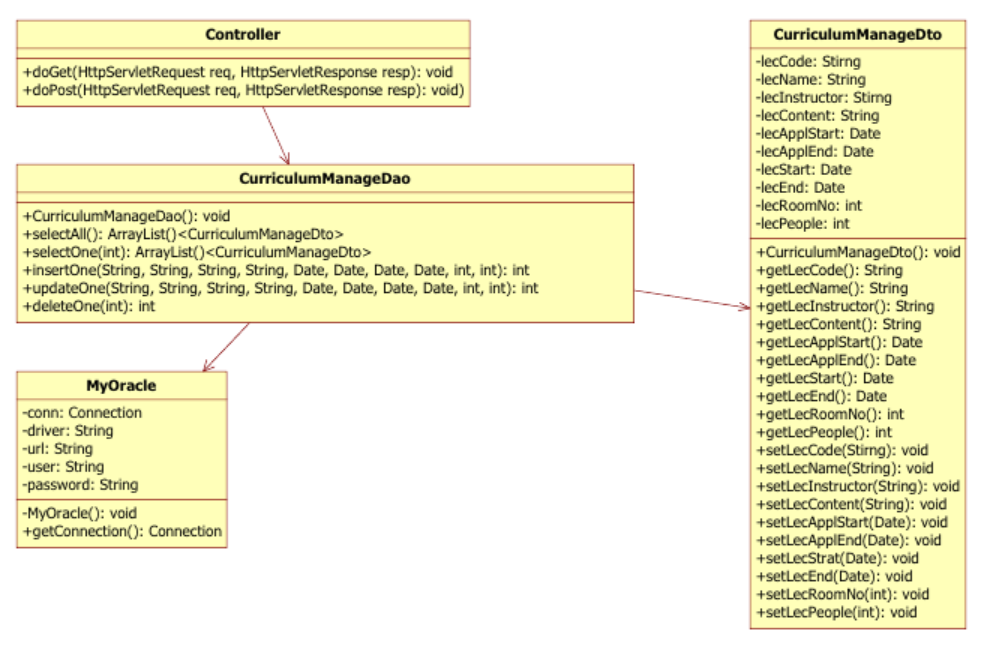 Controller
+doGet(HttpServletRequest req, HttpServletResponse resp): void
+doPost(HttpServletRequest req, HttpServletResponse resp): void)
CurriculumManageDao
+CurriculumManageDao(): void
+selectAll(): ArrayList()<CurriculumManageDto>
+selectOne(int): ArrayList()<CurriculumManageDto>
+insertOne(String, String, String, String, Date, Date, Date, Date, int, int): int
+updateOne(String, String, String, String, Date, Date, Date, Date, int, int): int
+deleteOne(int): int
MyOracle
-conn: Connection
-driver: String
-url: String
-user: String
-password: String
-MyOracle(): void
+getConnection(): Connection
CurriculumManageDto
-lecCode: Stirng
-lecName: String
-lecInstructor: Stirng
-lecContent: String
-lecApplStart: Date
-lecApplEnd: Date
-lecStart: Date
-lecEnd: Date
-lecRoomNo: int
-lecPeople: int
+CurriculumManageDto(): void
+getLecCode(): String
+getLecName(): String
+getLecInstructor(): String
+getLecContent(): String
+getLecApplStart(): Date
+getLecApplEnd(): Date
+getLecStart(): Date
+getLecEnd(): Date
+getLecRoomNo(): int
+getLecPeople(): int
+setLecCode(Stirng): void
+setLecName(String): void
+setLecInstructor(String): void
+setLecContent(String): void
+setLecApplStart(Date): void
+setLecApplEnd(Date): void
+setLecStrat(Date): void
+setLecEnd(Date): void
+setLecRoomNo(int): void
+setLecPeople(int): void